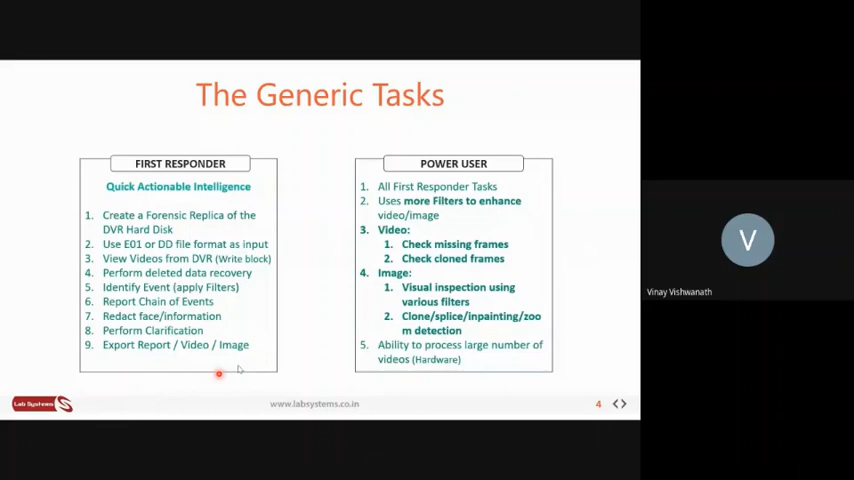 The Generic Tasks
FIRST RESPONDER
Quick Actionable Intelligence
1. Create a Forensic Replica of the
DVR Hard Disk
2. Use E01 or DD file format as input
3. View Videos from DVR (Write block)
4. Perform deleted data recovery
5. Identify Event (apply Filters)
6. Report Chain of Events
7. Redact face/information
8. Perform Clarification
9. Export Report / Video / Image
POWER USER
1. All First Responder Tasks
2. Uses more Filters to enhance
video/image
3. Video:
1. Check missing frames
2. Check cloned frames
4. Image:
1. Visual inspection using
various filters
2. Clone/splice/inpainting/zoo
m detection
5. Ability to process large number of
videos (Hardware)
Lab Systems
www.labsystems.co.in
4
V
Vinay Vishwanath